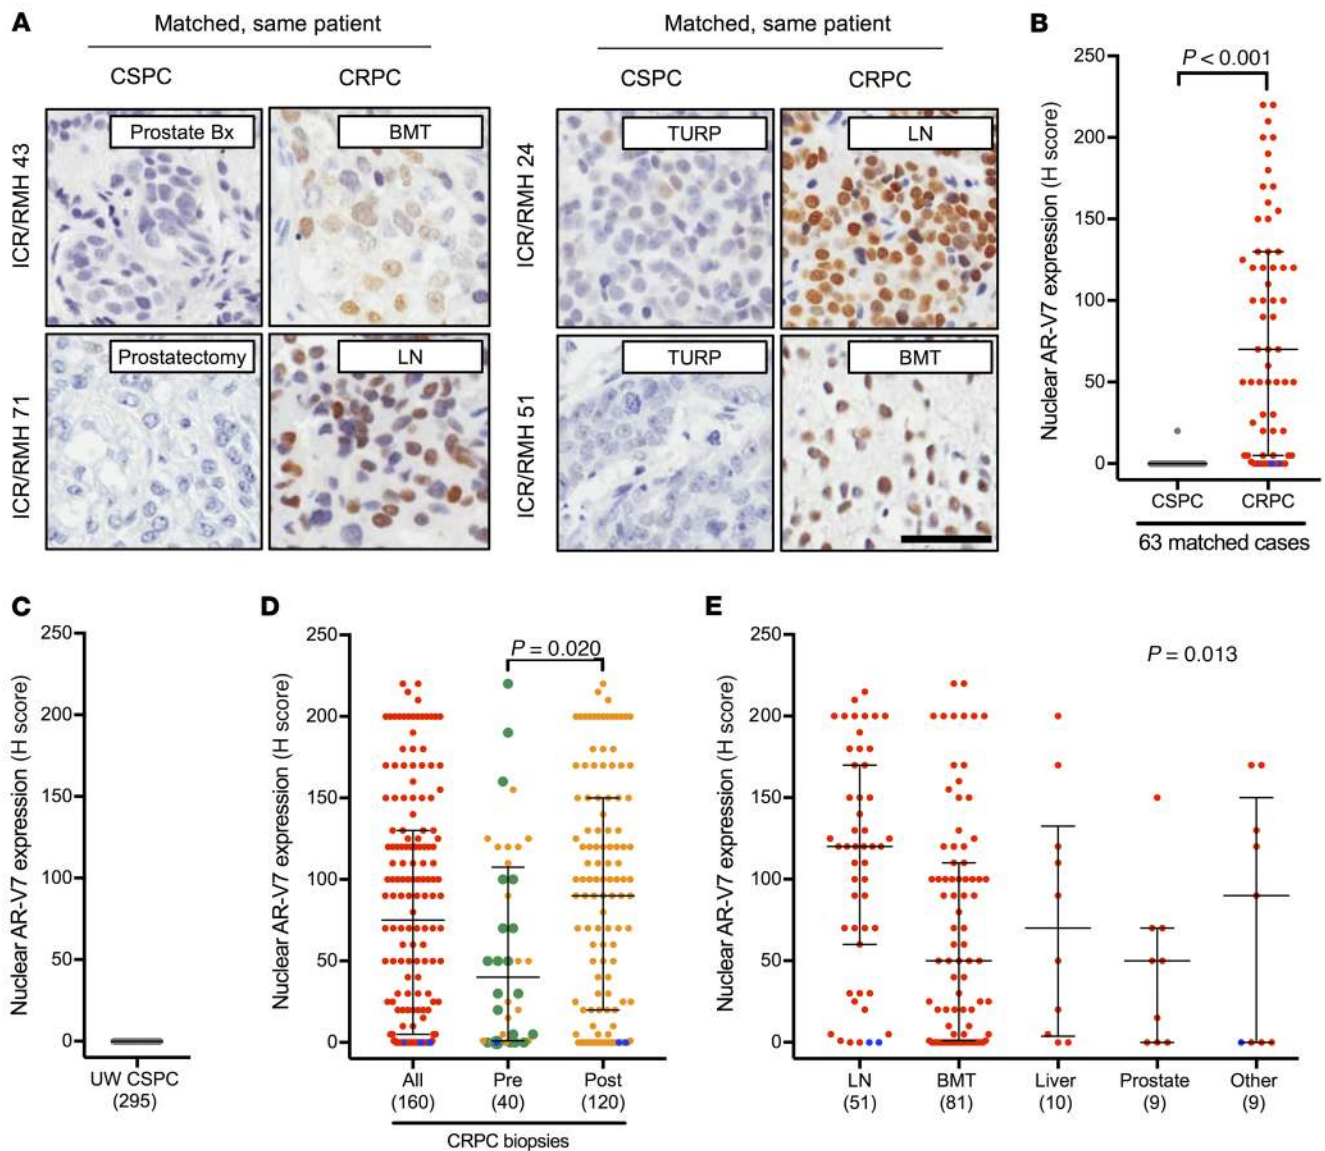 A
Matched, same patient
Matched, same patient
CSPC
CRPC
CSPC
CRPC
ICR/RMH 43
Prostate Bx
BMT
ICR/RMH 24
TURP
LN
ICR/RMH 71
Prostatectomy
LN
ICR/RMH 51
TURP
BMT
B
Nuclear AR-V7 expression (H score)
250
200
150
100
50
0
P < 0.001
CSPC
CRPC
63 matched cases
C
Nuclear AR-V7 expression (H score)
250
200
150
100
50
0
UW CSPC
(295)
D
Nuclear AR-V7 expression (H score)
250
200
150
100
50
0
P = 0.020
All
Pre
Post
(160)
(40)
(120)
CRPC biopsies
E
Nuclear AR-V7 expression (H score)
250
200
150
100
50
0
P = 0.013
LN
BMT
Liver
Prostate
Other
(51)
(81)
(10)
(9)
(9)